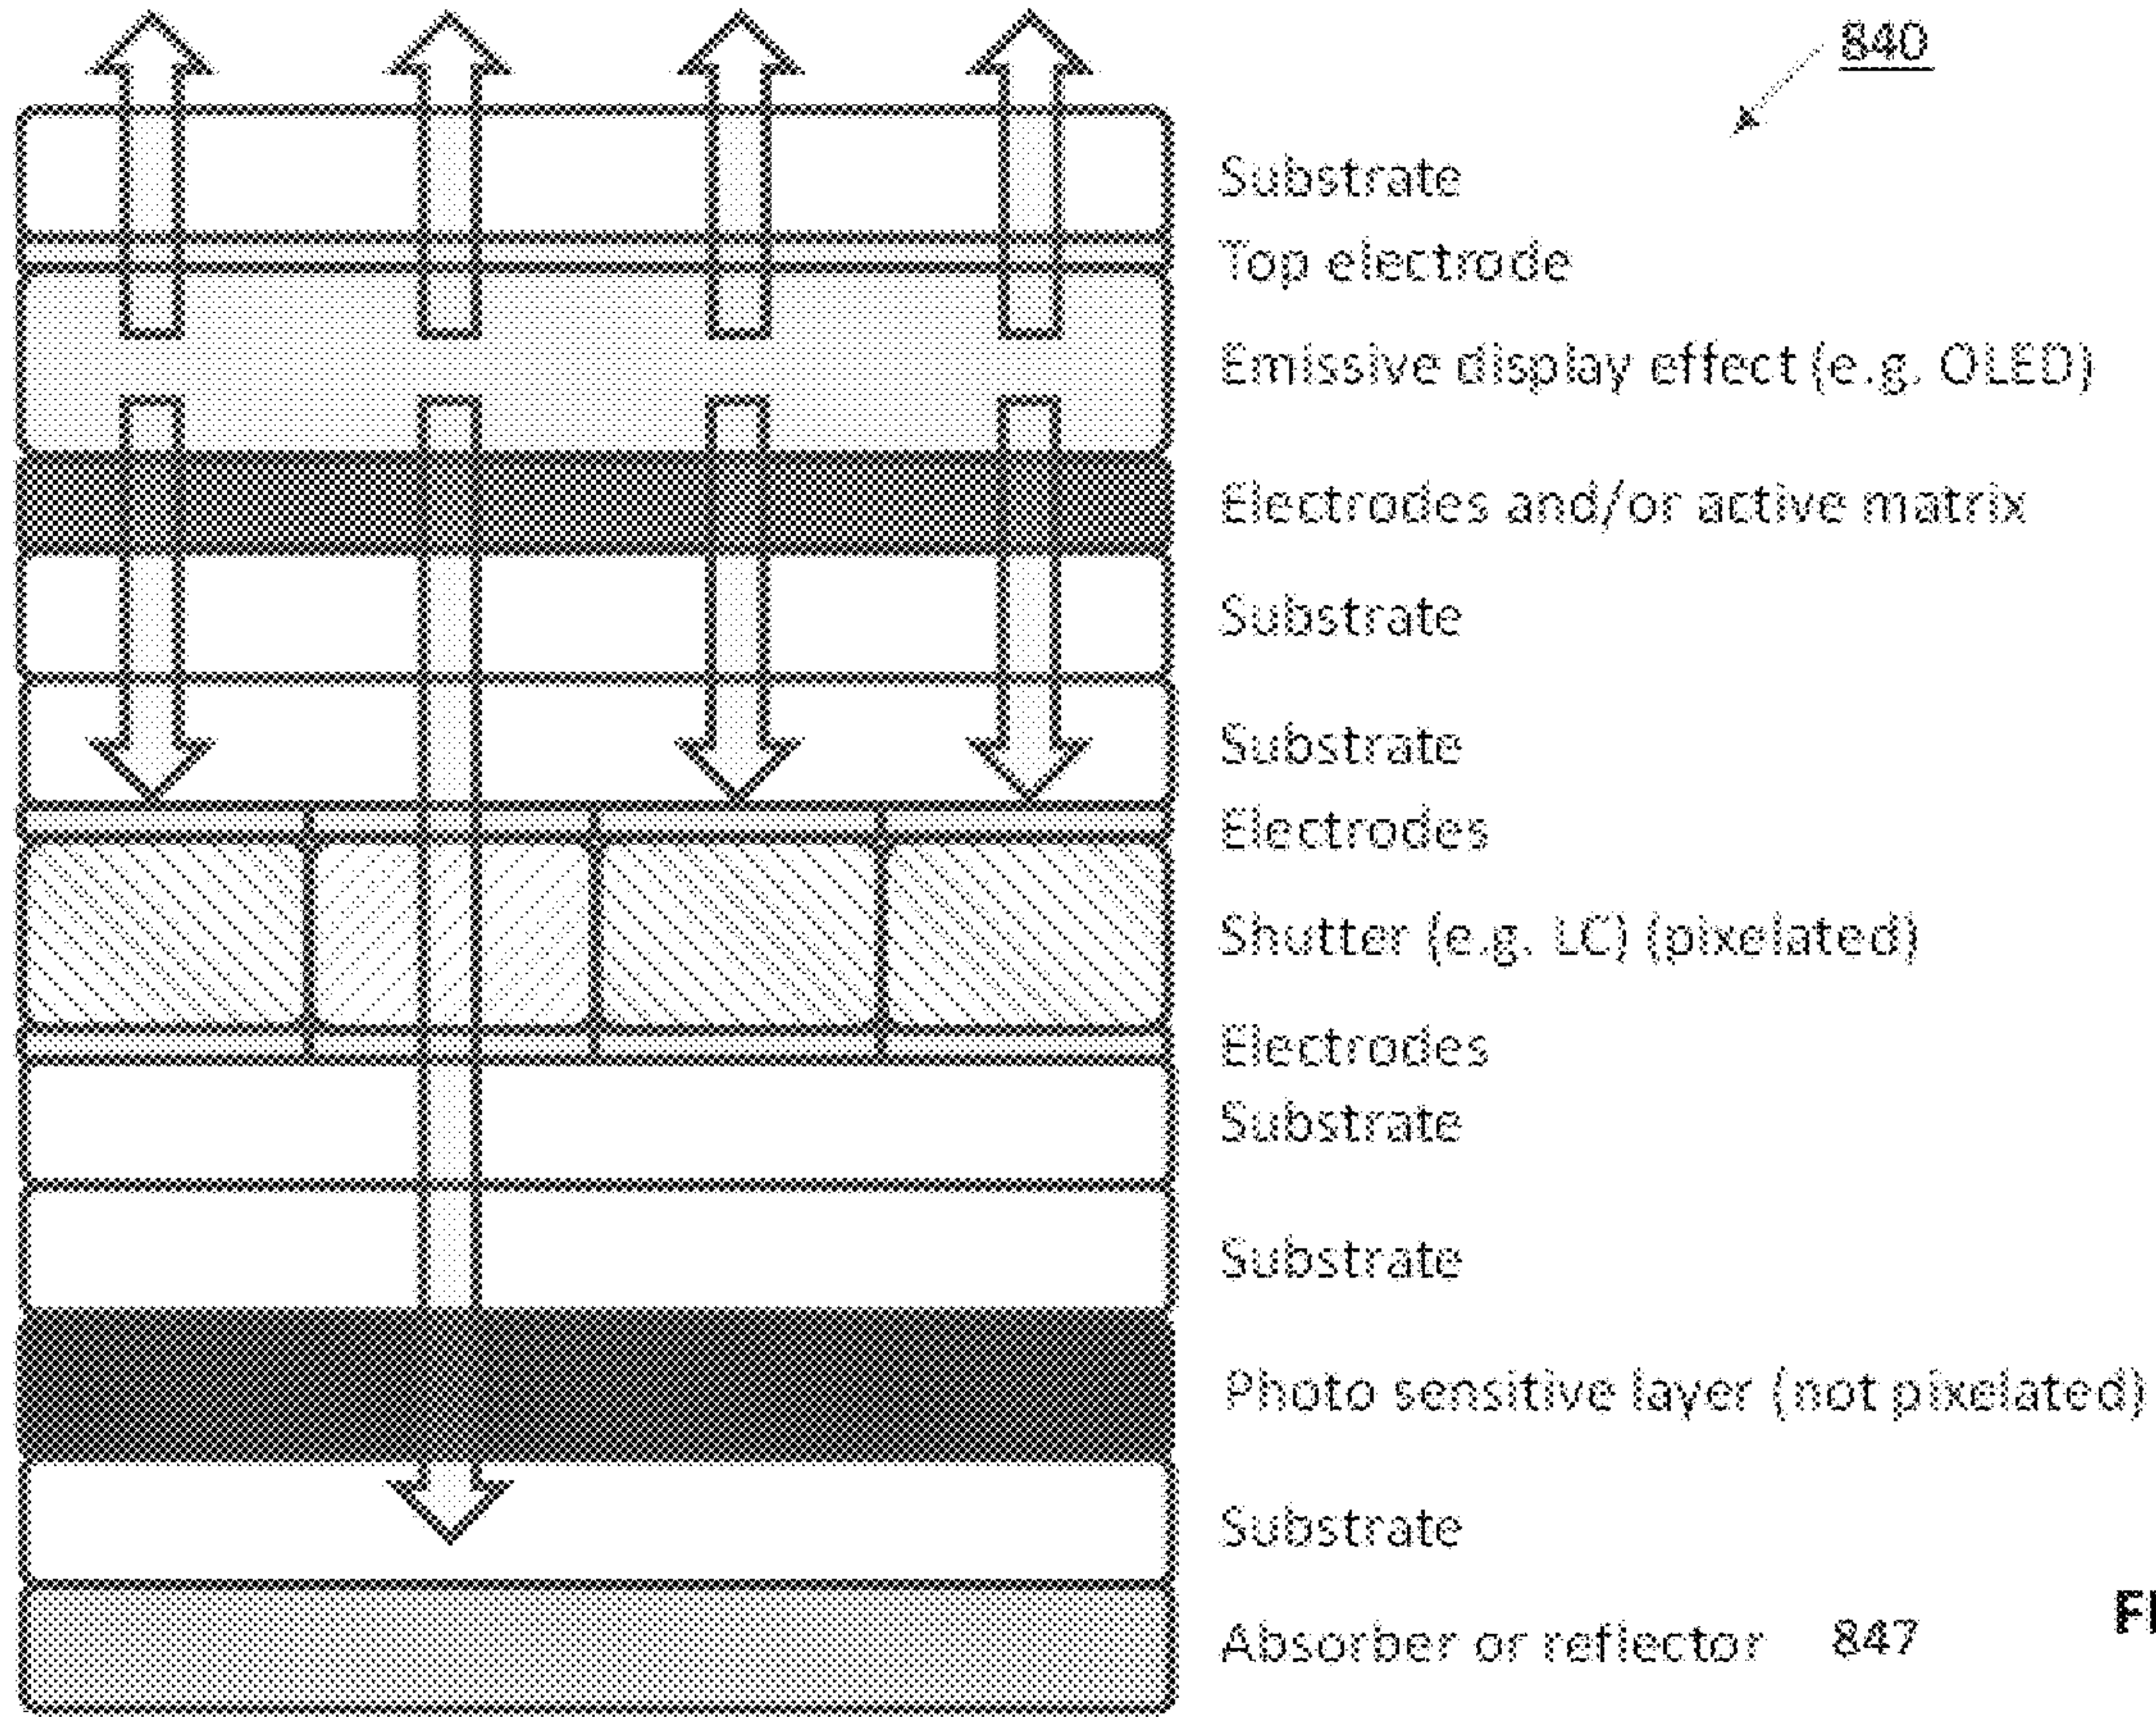 840
Substrate
Top electrode
Emissive display effect (e.g. OLED)
Electrodes and/or active matrix
Substrate
Substrate
Electrodes
Shutter (e.g. LC) (pixelated)
Electrodes
Substrate
Substrate
Photo sensitive layer (not pixelated)
Substrate
Absorber or reflector 847